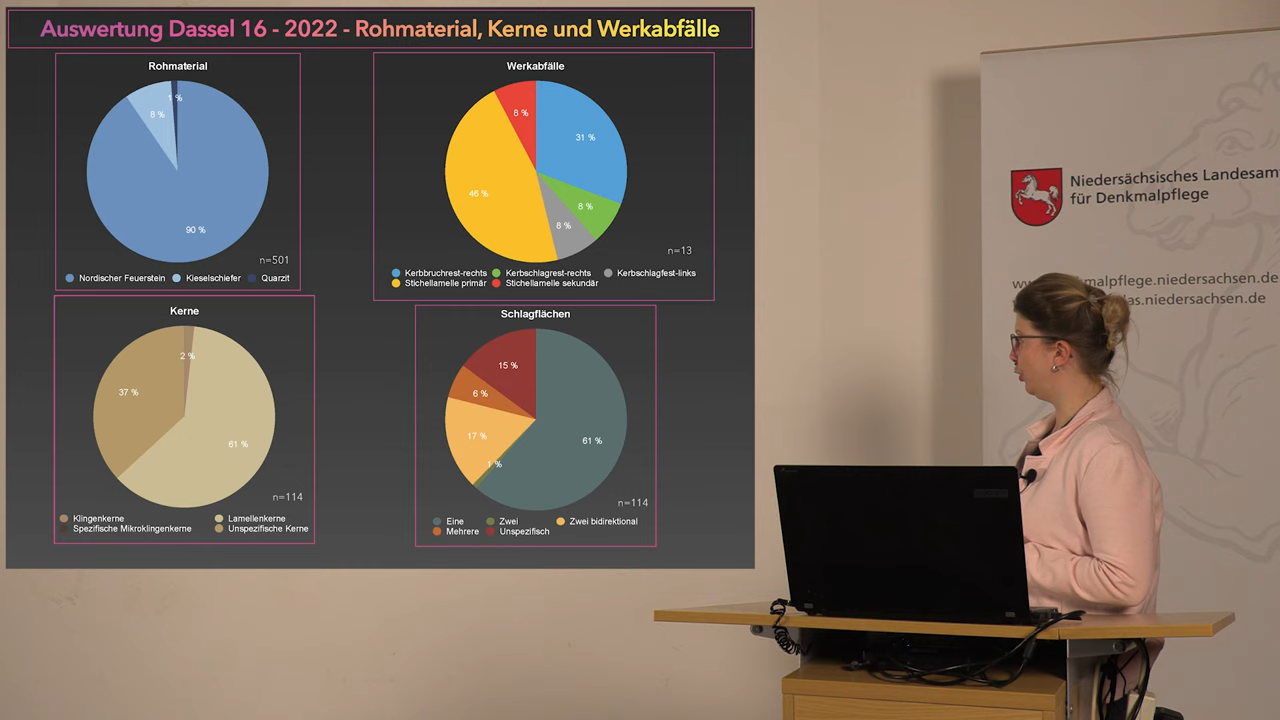 Auswertung Dassel 16 - 2022 - Rohmaterial, Kerne und Werkabfälle
Rohmaterial
1 %
8 %
90 %
n=501
Nordischer Feuerstein Kieselschiefer Quarzit
Werkabfälle
8 %
31 %
46 %
8 %
8 %
n=13
Kerbbruchrest-rechts Kerbschlagrest-rechts Kerbschlagfest-links
Stichellamelle primär Stichellamelle sekundär
Kerne
2 %
37 %
61 %
n=114
Klingenkerne Lamellenkerne
Spezifische Mikroklingenkerne Unspezifische Kerne
Schlagflächen
15 %
6 %
17 %
61 %
1 %
n=114
Eine Zwei Zwei bidirektional
Mehrere Unspezifisch
Niedersächsisches Landesam
für Denkmalpflege
malpflege.niedersachsen.de
las.niedersachsen.de